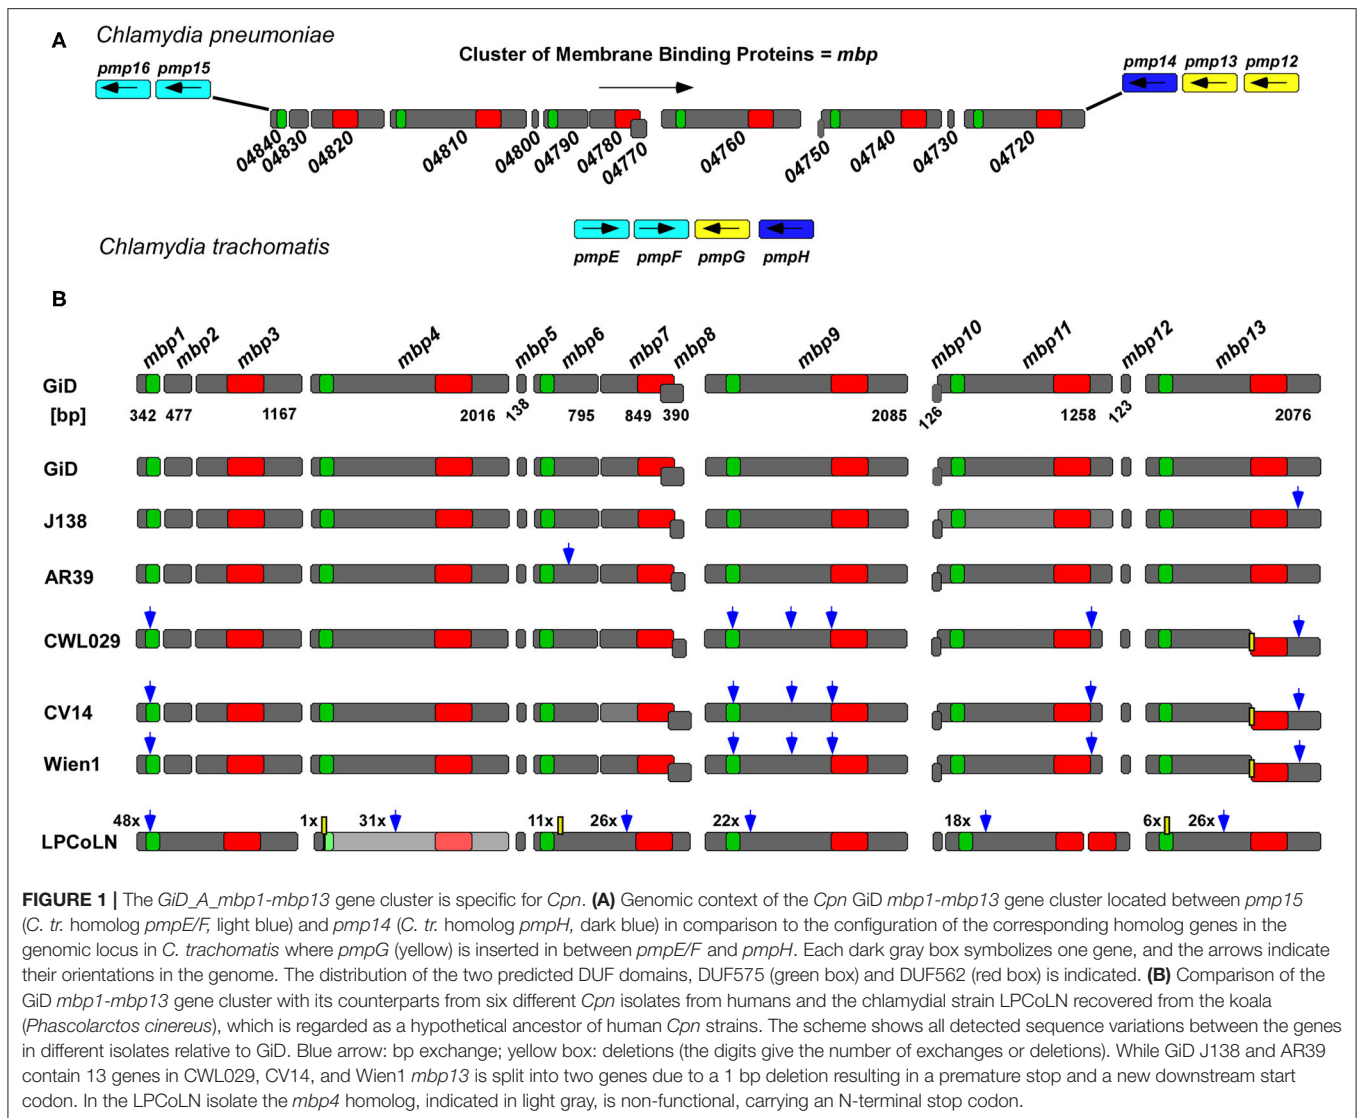 A
Chlamydia pneumoniae
Cluster of Membrane Binding Proteins = mbp
pmp16 pmp15
pmp14 pmp13 pmp12
04840 04830 04820 04810 04800 04790 04780 04770 04760 04750 04740 04730 04720
Chlamydia trachomatis
pmpE pmpF pmpG pmpH
B
mbp1 mbp2 mbp3 mbp4 mbp5 mbp6 mbp7 mbp8 mbp9 mbp10 mbp11 mbp12 mbp13
GiD
[bp] 342 477 1167 2016 138 795 849 390 2085 126 1258 123 2076
GiD
J138
AR39
CWL029
CV14
Wien1
48x 1x 31x 11x 26x 22x 18x 6x 26x
LPCoLN
FIGURE 1 | The GiD_A_mbp1-mbp13 gene cluster is specific for Cpn. (A) Genomic context of the Cpn GiD mbp1-mbp13 gene cluster located between pmp15
(C. tr. homolog pmpE/F, light blue) and pmp14 (C. tr. homolog pmpH, dark blue) in comparison to the configuration of the corresponding homolog genes in the
genomic locus in C. trachomatis where pmpG (yellow) is inserted in between pmpE/F and pmpH. Each dark gray box symbolizes one gene, and the arrows indicate
their orientations in the genome. The distribution of the two predicted DUF domains, DUF575 (green box) and DUF562 (red box) is indicated. (B) Comparison of the
GiD mbp1-mbp13 gene cluster with its counterparts from six different Cpn isolates from humans and the chlamydial strain LPCoLN recovered from the koala
(Phascolarctos cinereus), which is regarded as a hypothetical ancestor of human Cpn strains. The scheme shows all detected sequence variations between the genes
in different isolates relative to GiD. Blue arrow: bp exchange; yellow box: deletions (the digits give the number of exchanges or deletions). While GiD J138 and AR39
contain 13 genes in CWL029, CV14, and Wien1 mbp13 is split into two genes due to a 1 bp deletion resulting in a premature stop and a new downstream start
codon. In the LPCoLN isolate the mbp4 homolog, indicated in light gray, is non-functional, carrying an N-terminal stop codon.